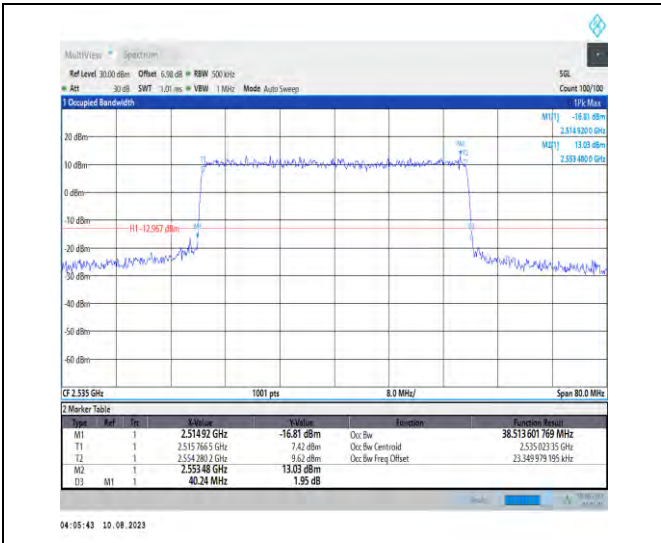 MultiView Spectrum
Ref Level 30.00 dBm Offset 6.98 dB RBW 500 kHz SGL
Att 30 dB SWT 1.01 ms VBW 1 MHz Mode Auto Sweep Count 100/100
1 Occupied Bandwidth 1Pk Max
M1[1] -16.81 dBm
2.514 920 0 GHz
20 dBm
M2[1] 13.03 dBm
2.553 480 0 GHz
10 dBm
0 dBm
-10 dBm
H1 -12.967 dBm
-20 dBm
-30 dBm
-40 dBm
-50 dBm
-60 dBm
CF 2.535 GHz 1001 pts 8.0 MHz/ Span 80.0 MHz
2 Marker Table
Type Ref Trc X-Value Y-Value Function Function Result
M1 1 2.514 92 GHz -16.81 dBm Occ Bw 38.513 601 769 MHz
T1 1 2.515 766 5 GHz 7.42 dBm Occ Bw Centroid 2.535 023 35 GHz
T2 1 2.554 280 2 GHz 9.62 dBm Occ Bw Freq Offset 23.349 979 195 kHz
M2 1 2.553 48 GHz 13.03 dBm
D3 M1 1 40.24 MHz 1.95 dB
04:05:43 10.08.2023